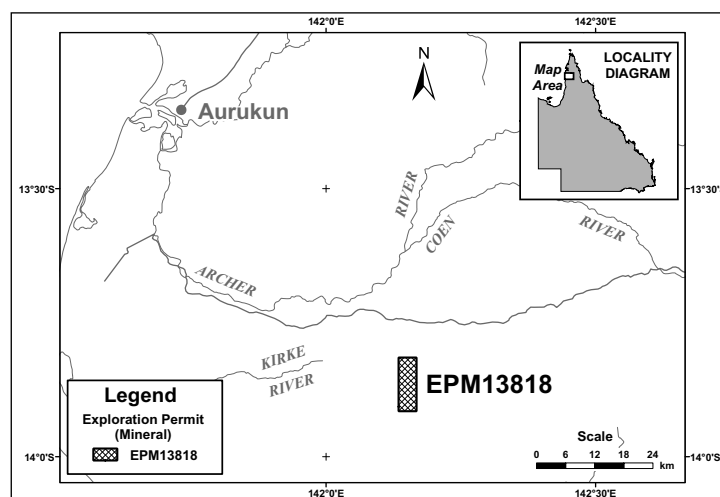 142°0'E
142°30'E
N
LOCALITY
DIAGRAM
Map
Area
Aurukun
13°30'S
13°30'S
RIVER
COEN
RIVER
ARCHER
KIRKE
RIVER
EPM13818
Legend
Exploration Permit
(Mineral)
EPM13818
Scale
0 6 12 18 24
km
14°0'S
14°0'S
142°0'E
142°30'E